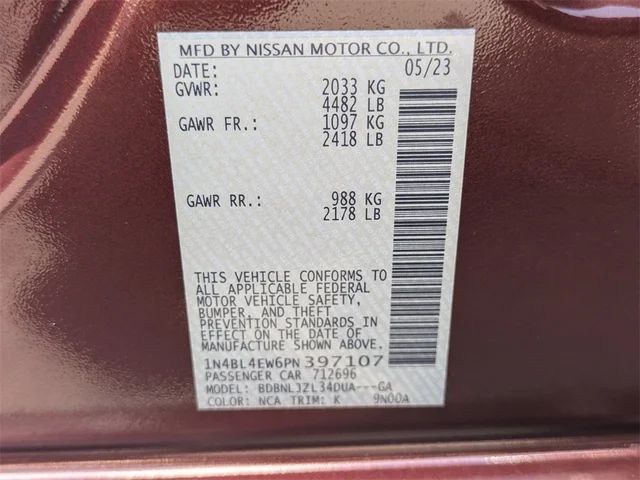 MFD BY NISSAN MOTOR CO., LTD.
DATE: 05/23
GVWR: 2033 KG
4482 LB
GAWR FR.: 1097 KG
2418 LB
GAWR RR.: 988 KG
2178 LB
THIS VEHICLE CONFORMS TO
ALL APPLICABLE FEDERAL
MOTOR VEHICLE SAFETY,
BUMPER, AND THEFT
PREVENTION STANDARDS
IN EFFECT ON THE DATE OF
MANUFACTURE SHOWN ABOVE.
1N4BL4EW6PN397107
PASSENGER CAR 712696
MODEL: BDBNLJZL34DUA---GA
COLOR: NCA TRIM: K 9N00A